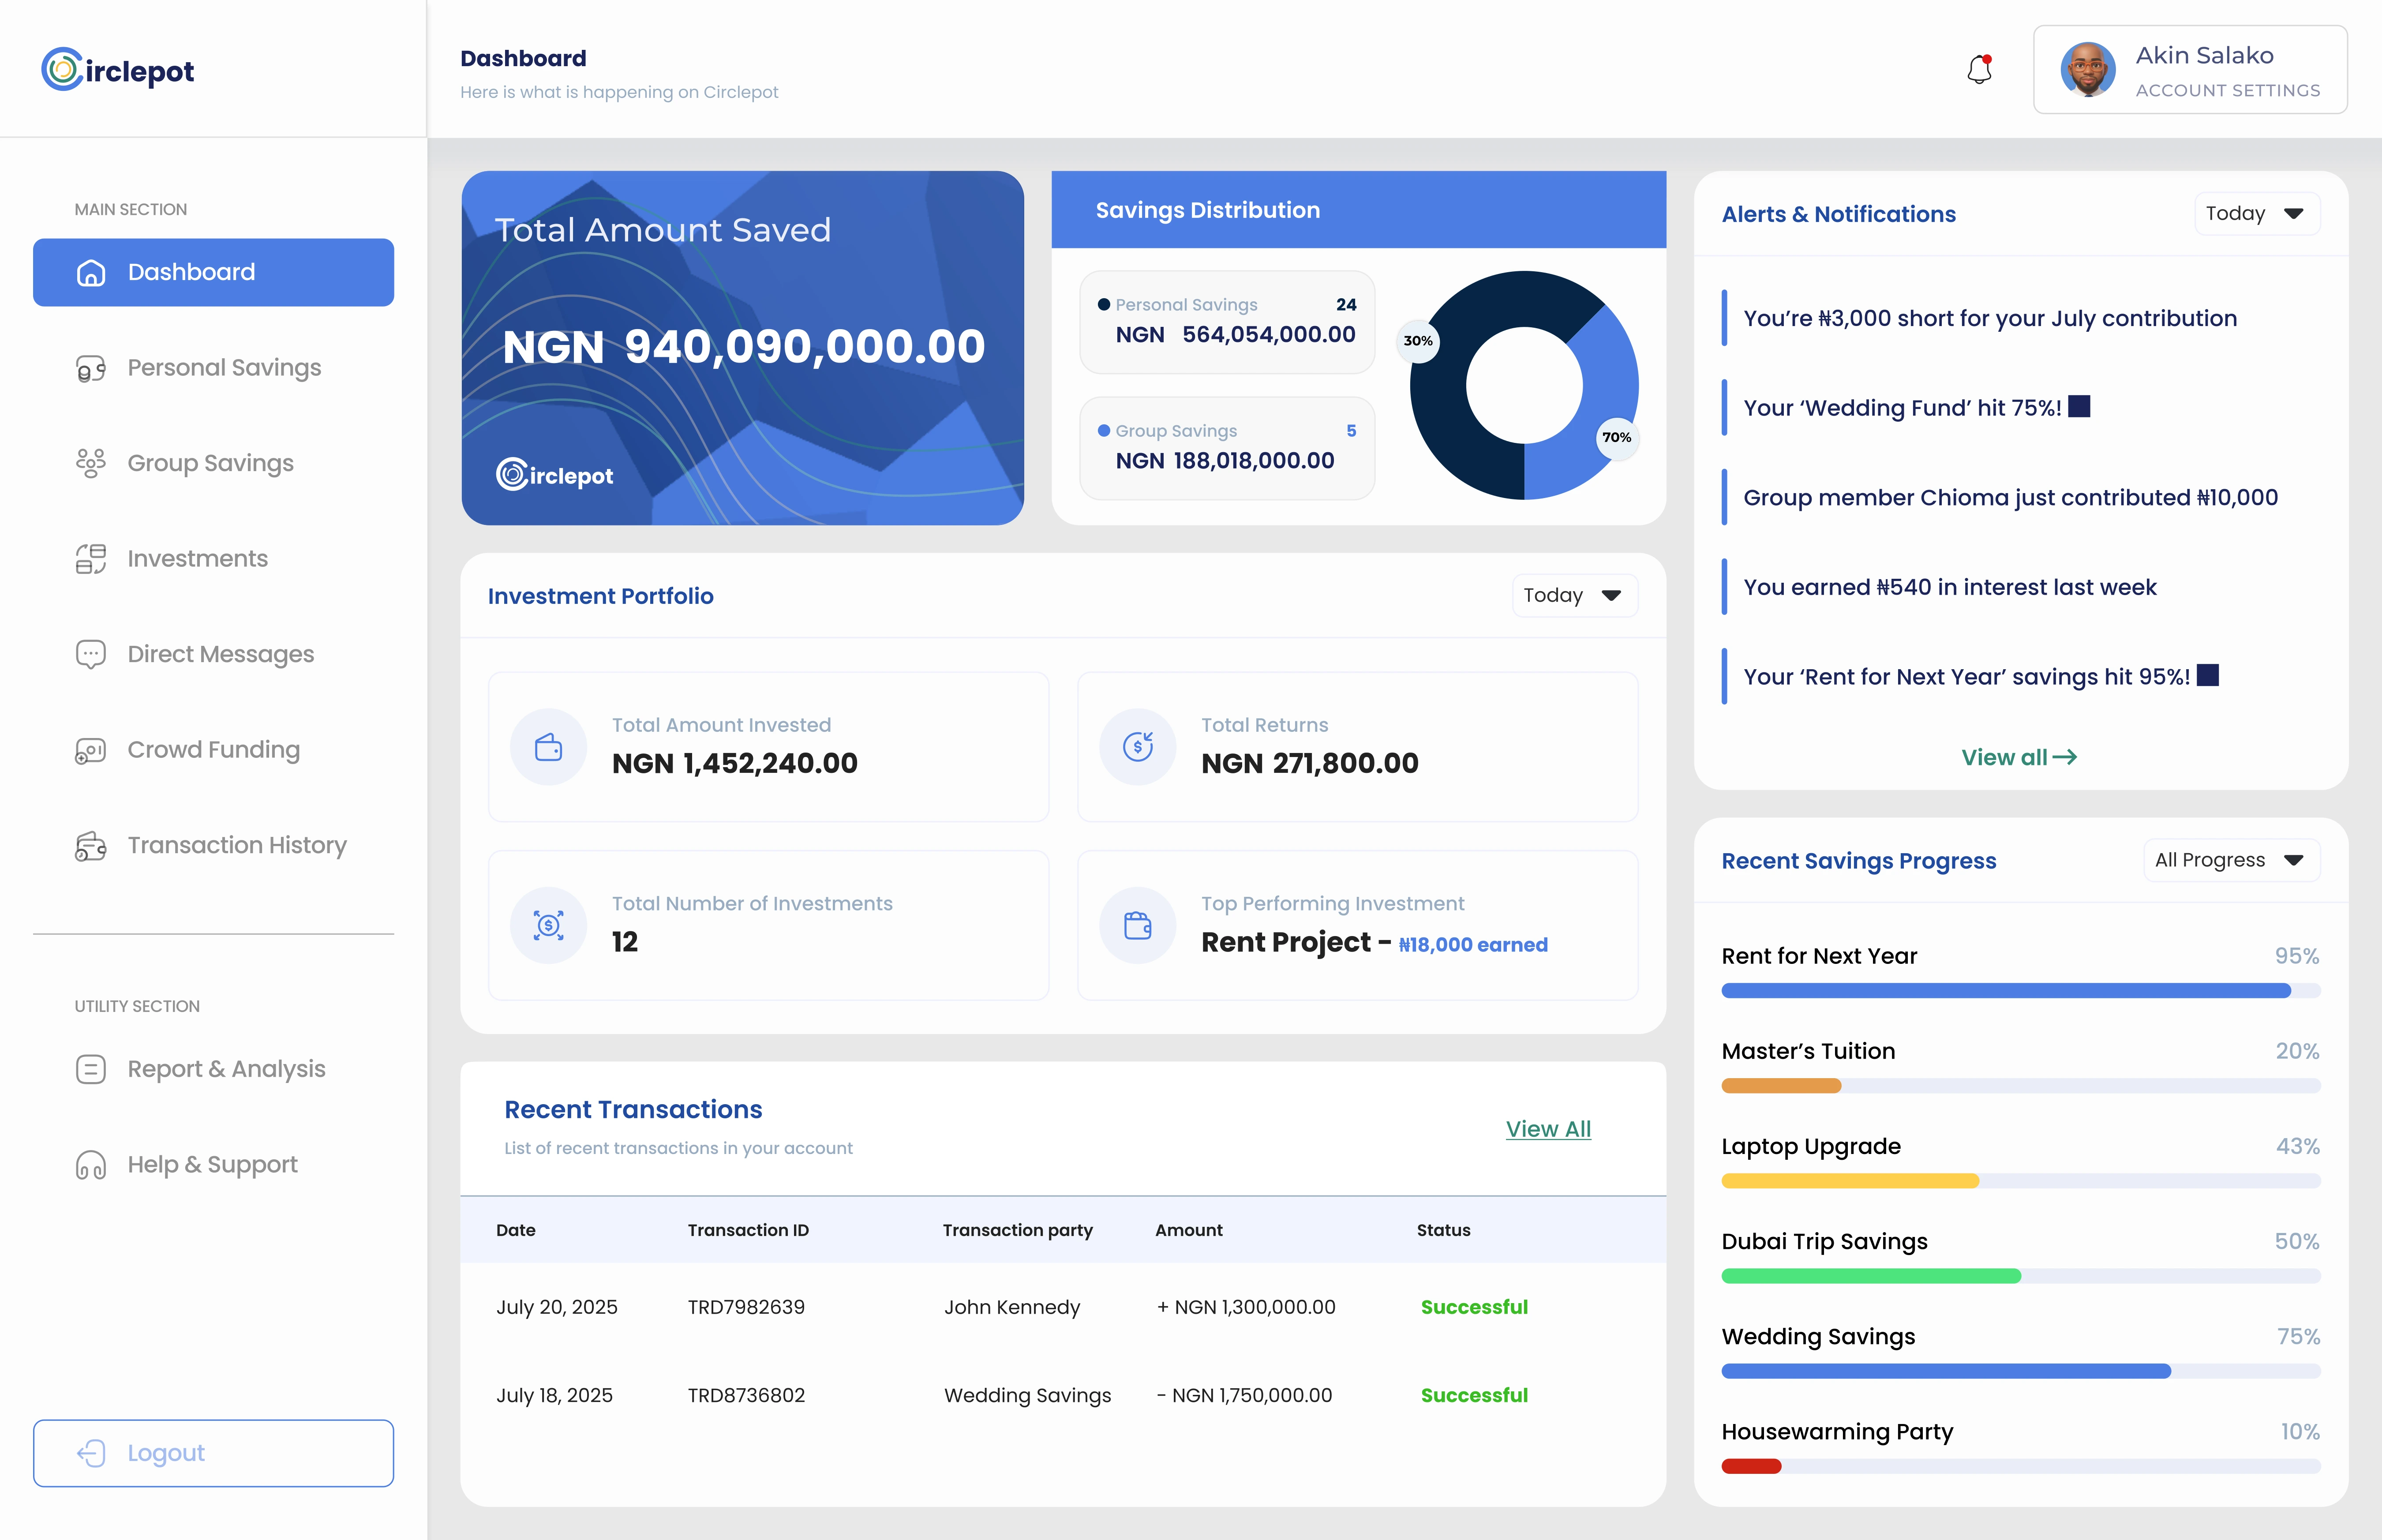 Circlepot
Dashboard
Here is what is happening on Circlepot
Akin Salako
ACCOUNT SETTINGS
MAIN SECTION
Dashboard
Personal Savings
Group Savings
Investments
Direct Messages
Crowd Funding
Transaction History
UTILITY SECTION
Report & Analysis
Help & Support
Logout
Total Amount Saved
NGN 940,090,000.00
Circlepot
Savings Distribution
Personal Savings 24
NGN 564,054,000.00
Group Savings 5
NGN 188,018,000.00
30%
70%
Investment Portfolio
Today
Total Amount Invested
NGN 1,452,240.00
Total Returns
NGN 271,800.00
Total Number of Investments
12
Top Performing Investment
Rent Project - ₦18,000 earned
Recent Transactions
List of recent transactions in your account
View All
Date Transaction ID Transaction party Amount Status
July 20, 2025 TRD7982639 John Kennedy + NGN 1,300,000.00 Successful
July 18, 2025 TRD8736802 Wedding Savings - NGN 1,750,000.00 Successful
Alerts & Notifications
Today
You’re ₦3,000 short for your July contribution
Your ‘Wedding Fund’ hit 75%!
Group member Chioma just contributed ₦10,000
You earned ₦540 in interest last week
Your ‘Rent for Next Year’ savings hit 95%!
View all
Recent Savings Progress
All Progress
Rent for Next Year 95%
Master’s Tuition 20%
Laptop Upgrade 43%
Dubai Trip Savings 50%
Wedding Savings 75%
Housewarming Party 10%